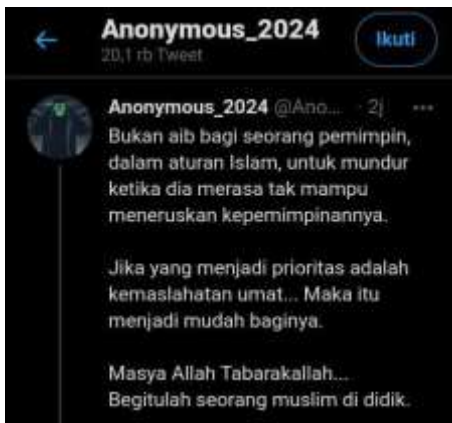 Anonymous_2024
Ikuti
20,1 rb Tweet
Anonymous_2024 @Ano... · 2j
Bukan aib bagi seorang pemimpin,
dalam aturan Islam, untuk mundur
ketika dia merasa tak mampu
meneruskan kepemimpinannya.
Jika yang menjadi prioritas adalah
kemaslahatan umat... Maka itu
menjadi mudah baginya.
Masya Allah Tabarakallah...
Begitulah seorang muslim di didik.